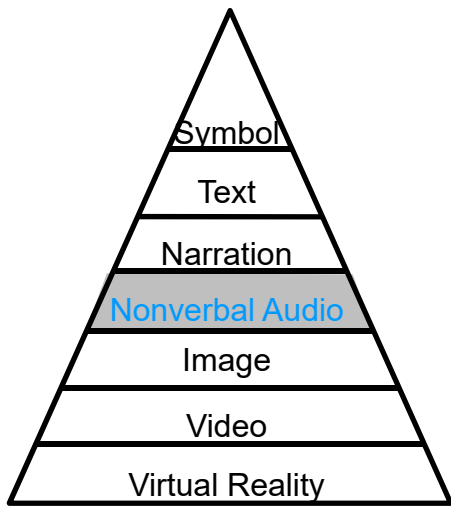 Symbol
Text
Narration
Nonverbal Audio
Image
Video
Virtual Reality